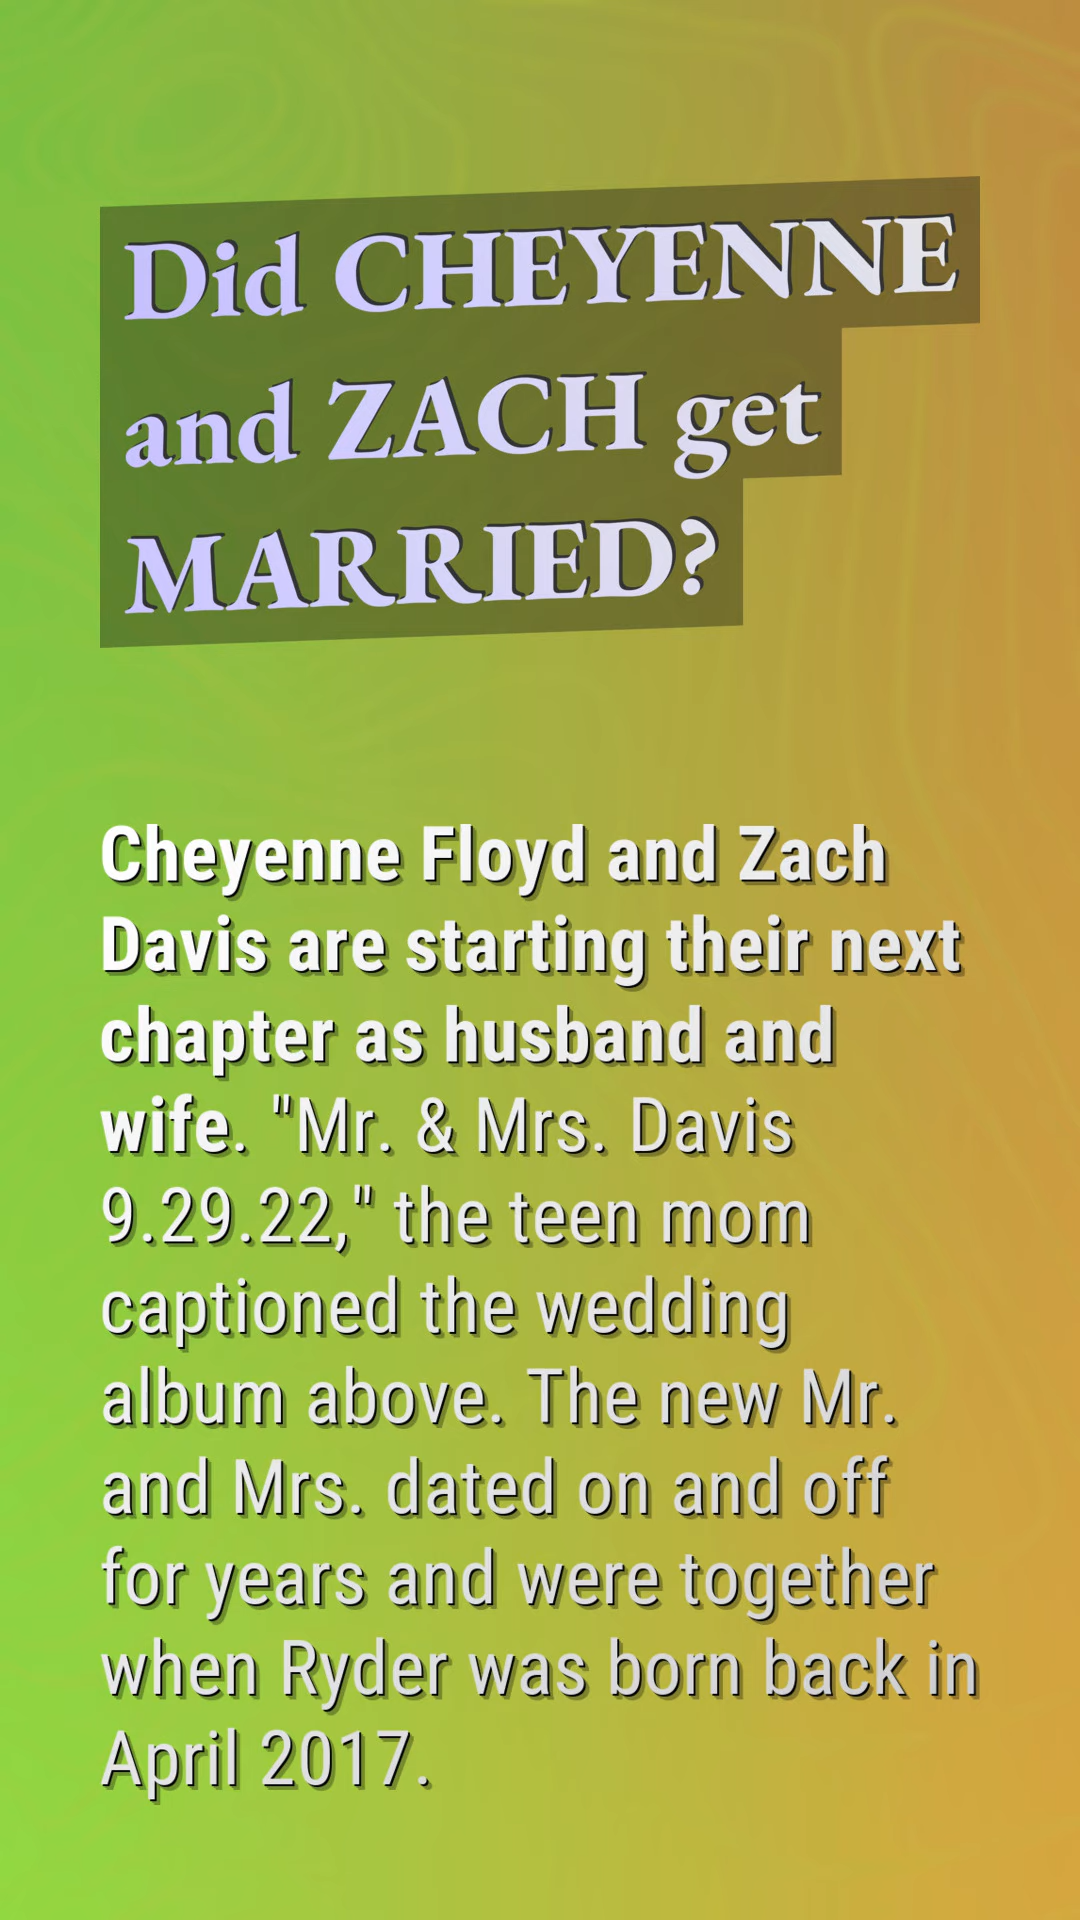 Did CHEYENNE
and ZACH get
MARRIED?
Cheyenne Floyd and Zach
Davis are starting their next
chapter as husband and
wife. "Mr. & Mrs. Davis
9.29.22," the teen mom
captioned the wedding
album above. The new Mr.
and Mrs. dated on and off
for years and were together
when Ryder was born back in
April 2017.